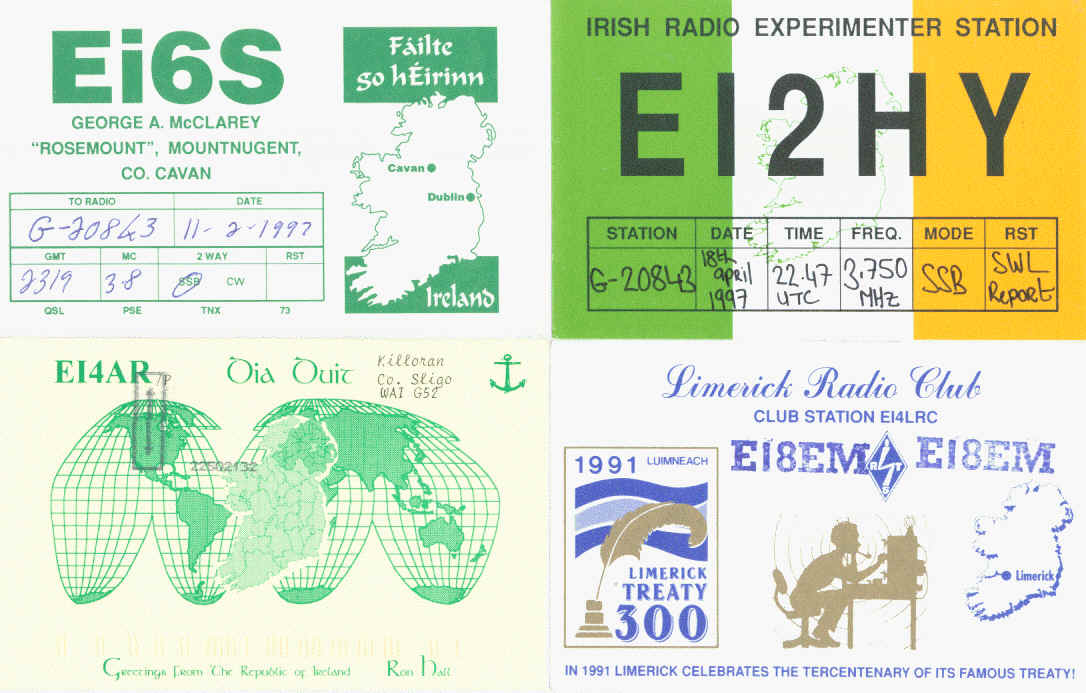 Ei6S
GEORGE A. McCLAREY
"ROSEMOUNT", MOUNTNUGENT,
CO. CAVAN
TO RADIO DATE
G-20843 11-2-1997
GMT MC 2 WAY RST
2319 3.8 SSB CW
QSL PSE TNX 73
Fáilte
go hÉirinn
Cavan
Dublin
Ireland
IRISH RADIO EXPERIMENTER STATION
EI2HY
STATION DATE TIME FREQ. MODE RST
G-20843 18th April 1997 22.47 UTC 3.750 MHz SSB SWL Report
EI4AR
/P
Dia Duit
Killoran
Co. Sligo
WAI G52
Greetings From The Republic of Ireland Ron Hall
Limerick Radio Club
CLUB STATION EI4LRC
EI8EM EI8EM
1991 LUIMNEACH
LIMERICK
TREATY
300
Limerick
IN 1991 LIMERICK CELEBRATES THE TERCENTENARY OF ITS FAMOUS TREATY!